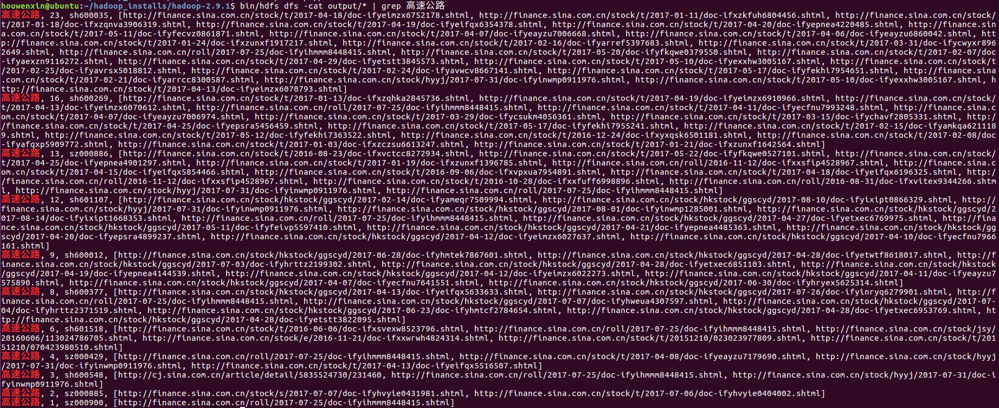 houwenxin@ubuntu:~/hadoop_installs/hadoop-2.9.1$ bin/hdfs dfs -cat output/* | grep 高速公路
高速公路, 23, sh600035, [http://finance.sina.com.cn/stock/t/2017-04-18/doc-ifyeimzx6752178.shtml, http://finance.sina.com.cn/stock/t/2017-01-11/doc-ifxzkfuh6804456.shtml, http://finance.sina.com.cn/stock/
t/2017-01-18/doc-ifxzqnva3906319.shtml, http://finance.sina.com.cn/stock/t/2017-04-19/doc-ifyeifqx6354378.shtml, http://finance.sina.com.cn/stock/t/2017-04-20/doc-ifyepnea4220485.shtml, http://finance.sin
a.com.cn/stock/t/2017-05-11/doc-ifyfecvz0861871.shtml, http://finance.sina.com.cn/stock/t/2017-04-07/doc-ifyeayzu7006668.shtml, http://finance.sina.com.cn/stock/t/2017-04-06/doc-ifyeayzu6860042.shtml, htt
p://finance.sina.com.cn/stock/t/2017-01-24/doc-ifxzunxf1917217.shtml, http://finance.sina.com.cn/stock/t/2017-02-16/doc-ifyarref5397683.shtml, http://finance.sina.com.cn/stock/t/2017-03-31/doc-ifycwyxr896
2649.shtml, http://finance.sina.com.cn/roll/2017-07-25/doc-ifyihmmm8448415.shtml, http://finance.sina.com.cn/stock/t/2017-05-20/doc-ifyfkqwe0379550.shtml, http://finance.sina.com.cn/stock/t/2017-02-07/doc
-ifyaexzn9116272.shtml, http://finance.sina.com.cn/stock/t/2017-04-29/doc-ifyetstt3845573.shtml, http://finance.sina.com.cn/stock/t/2017-05-10/doc-ifyexxhw3005167.shtml, http://finance.sina.com.cn/stock/t
/2017-02-25/doc-ifyavrsx5018812.shtml, http://finance.sina.com.cn/stock/t/2017-02-24/doc-ifyavwcv8667141.shtml, http://finance.sina.com.cn/stock/t/2017-05-17/doc-ifyfekhi7954651.shtml, http://finance.sina
.com.cn/stock/t/2017-02-21/doc-ifyarrcc8300587.shtml, http://finance.sina.com.cn/stock/hyyj/2017-07-31/doc-ifyinwmp0911976.shtml, http://finance.sina.com.cn/stock/t/2017-05-10/doc-ifyexxhw3005167.shtml, h
ttp://finance.sina.com.cn/stock/t/2017-04-13/doc-ifyeimzx6070793.shtml]
高速公路, 16, sh600269, [http://finance.sina.com.cn/stock/t/2017-01-13/doc-ifxzqhka2845736.shtml, http://finance.sina.com.cn/stock/t/2017-04-19/doc-ifyeimzx6910966.shtml, http://finance.sina.com.cn/stock/
t/2017-04-13/doc-ifyeimzx6070612.shtml, http://finance.sina.com.cn/roll/2017-07-25/doc-ifyihmmm8448415.shtml, http://finance.sina.com.cn/stock/t/2017-04-11/doc-ifyecfnu7993248.shtml, http://finance.sina.c
om.cn/stock/t/2017-04-07/doc-ifyeayzu7006974.shtml, http://finance.sina.com.cn/stock/t/2017-03-29/doc-ifycsukm4056361.shtml, http://finance.sina.com.cn/stock/t/2017-03-15/doc-ifychavf2805331.shtml, http:/
/finance.sina.com.cn/stock/t/2017-04-25/doc-ifyepsra5456459.shtml, http://finance.sina.com.cn/stock/t/2017-05-17/doc-ifyfekhi7955241.shtml, http://finance.sina.com.cn/stock/t/2017-02-15/doc-ifyamkqa621118
9.shtml, http://finance.sina.com.cn/stock/t/2017-05-12/doc-ifyfekhi7363522.shtml, http://finance.sina.com.cn/stock/t/2016-12-24/doc-ifxyxqsk6501181.shtml, http://finance.sina.com.cn/stock/t/2017-02-08/doc
-ifyafqxp5909772.shtml, http://finance.sina.com.cn/stock/t/2017-01-03/doc-ifxzczsu6613247.shtml, http://finance.sina.com.cn/stock/t/2017-01-21/doc-ifxzunxf1642564.shtml]
高速公路, 13, sz000886, [http://finance.sina.com.cn/stock/t/2016-08-23/doc-ifxvctcc8272934.shtml, http://finance.sina.com.cn/stock/t/2017-05-22/doc-ifyfkqwe0527101.shtml, http://finance.sina.com.cn/stock/
t/2017-04-25/doc-ifyepnea4901297.shtml, http://finance.sina.com.cn/stock/t/2017-01-19/doc-ifxzunxf1396785.shtml, http://finance.sina.com.cn/roll/2016-11-12/doc-ifxxsfip4528967.shtml, http://finance.sina.c
om.cn/stock/t/2017-04-15/doc-ifyeifqx5854466.shtml, http://finance.sina.com.cn/stock/t/2016-09-06/doc-ifxvpxua7954891.shtml, http://finance.sina.com.cn/stock/t/2017-04-18/doc-ifyeifqx6196325.shtml, http:/
/finance.sina.com.cn/roll/2016-11-12/doc-ifxxsfip4528967.shtml, http://finance.sina.com.cn/stock/t/2016-10-28/doc-ifxxfuff6998896.shtml, http://finance.sina.com.cn/roll/2016-08-31/doc-ifxvitex9344266.shtm
l, http://finance.sina.com.cn/stock/hyyj/2017-07-31/doc-ifyinwmp0911976.shtml, http://finance.sina.com.cn/roll/2017-07-25/doc-ifyihmmm8448415.shtml]
高速公路, 12, sh601107, [http://finance.sina.com.cn/stock/hkstock/ggscyd/2017-02-14/doc-ifyameqr7509994.shtml, http://finance.sina.com.cn/stock/hkstock/ggscyd/2017-08-10/doc-ifyixipt0866329.shtml, http://
finance.sina.com.cn/stock/hyyj/2017-07-31/doc-ifyinwmp0911976.shtml, http://finance.sina.com.cn/stock/hkstock/ggscyd/2017-08-01/doc-ifyinwmp1285001.shtml, http://finance.sina.com.cn/stock/hkstock/ggscyd/2
017-08-14/doc-ifyixipt1668353.shtml, http://finance.sina.com.cn/roll/2017-07-25/doc-ifyihmmm8448415.shtml, http://finance.sina.com.cn/stock/hkstock/ggscyd/2017-04-27/doc-ifyetxec6769975.shtml, http://fina
nce.sina.com.cn/stock/hkstock/ggscyd/2017-05-11/doc-ifyfeivp5597410.shtml, http://finance.sina.com.cn/stock/hkstock/ggscyd/2017-04-21/doc-ifyepnea4485363.shtml, http://finance.sina.com.cn/stock/hkstock/gg
scyd/2017-04-20/doc-ifyepsra4899237.shtml, http://finance.sina.com.cn/stock/hkstock/ggscyd/2017-04-12/doc-ifyeimzx6027637.shtml, http://finance.sina.com.cn/stock/hkstock/ggscyd/2017-04-10/doc-ifyecfnu7966
161.shtml]
高速公路, 9, sh600012, [http://finance.sina.com.cn/stock/hkstock/ggscyd/2017-06-28/doc-ifyhmtek7867601.shtml, http://finance.sina.com.cn/stock/hkstock/ggscyd/2017-04-28/doc-ifyetwtf8618017.shtml, http://f
inance.sina.com.cn/stock/hkstock/ggscyd/2017-07-03/doc-ifyhrttz2199302.shtml, http://finance.sina.com.cn/stock/hkstock/ggscyd/2017-04-28/doc-ifyetxec6851103.shtml, http://finance.sina.com.cn/stock/hkstock
/ggscyd/2017-04-19/doc-ifyepnea4144539.shtml, http://finance.sina.com.cn/stock/hkstock/ggscyd/2017-04-12/doc-ifyeimzx6022273.shtml, http://finance.sina.com.cn/stock/hkstock/ggscyd/2017-04-11/doc-ifyeayzu7
575890.shtml, http://finance.sina.com.cn/stock/hkstock/ggscyd/2017-04-07/doc-ifyecfnu7641551.shtml, http://finance.sina.com.cn/stock/hkstock/ggscyd/2017-06-30/doc-ifyhryex5625314.shtml]
高速公路, 8, sh600377, [http://finance.sina.com.cn/stock/hkstock/ggscyd/2017-04-13/doc-ifyeifqx5633633.shtml, http://finance.sina.com.cn/stock/hkstock/ggscyd/2017-07-26/doc-ifyinryq6279901.shtml, http://f
inance.sina.com.cn/roll/2017-07-25/doc-ifyihmmm8448415.shtml, http://finance.sina.com.cn/stock/hkstock/ggscyd/2017-07-07/doc-ifyhweua4307597.shtml, http://finance.sina.com.cn/stock/hkstock/ggscyd/2017-07-
04/doc-ifyhrttz2371519.shtml, http://finance.sina.com.cn/stock/hkstock/ggscyd/2017-06-23/doc-ifyhmtcf2784654.shtml, http://finance.sina.com.cn/stock/hkstock/ggscyd/2017-04-28/doc-ifyetxec6953769.shtml, ht
tp://finance.sina.com.cn/stock/hkstock/ggscyd/2017-04-28/doc-ifyetstt3822095.shtml]
高速公路, 6, sh601518, [http://finance.sina.com.cn/stock/t/2016-06-06/doc-ifxsvexw8523796.shtml, http://finance.sina.com.cn/roll/2017-07-25/doc-ifyihmmm8448415.shtml, http://finance.sina.com.cn/stock/jsy/
20160606/113024786705.shtml, http://finance.sina.com.cn/stock/e/2016-11-21/doc-ifxxwrwh4824314.shtml, http://finance.sina.com.cn/stock/t/20151210/023023977809.shtml, http://finance.sina.com.cn/stock/t/201
51210/070423980510.shtml]
高速公路, 4, sz000429, [http://finance.sina.com.cn/roll/2017-07-25/doc-ifyihmmm8448415.shtml, http://finance.sina.com.cn/stock/t/2017-04-08/doc-ifyeayzu7179690.shtml, http://finance.sina.com.cn/stock/hyyj
/2017-07-31/doc-ifyinwmp0911976.shtml, http://finance.sina.com.cn/stock/t/2017-04-13/doc-ifyeifqx5516507.shtml]
高速公路, 3, sh600548, [http://cj.sina.com.cn/article/detail/5835524730/231460, http://finance.sina.com.cn/roll/2017-07-25/doc-ifyihmmm8448415.shtml, http://finance.sina.com.cn/stock/hyyj/2017-07-31/doc-i
fyinwmp0911976.shtml]
高速公路, 2, sz000885, [http://finance.sina.com.cn/stock/s/2017-07-07/doc-ifyhvyie0431981.shtml, http://finance.sina.com.cn/stock/t/2017-07-06/doc-ifyhvyie0404002.shtml]
高速公路, 1, sz000900, [http://finance.sina.com.cn/roll/2017-07-25/doc-ifyihmmm8448415.shtml]